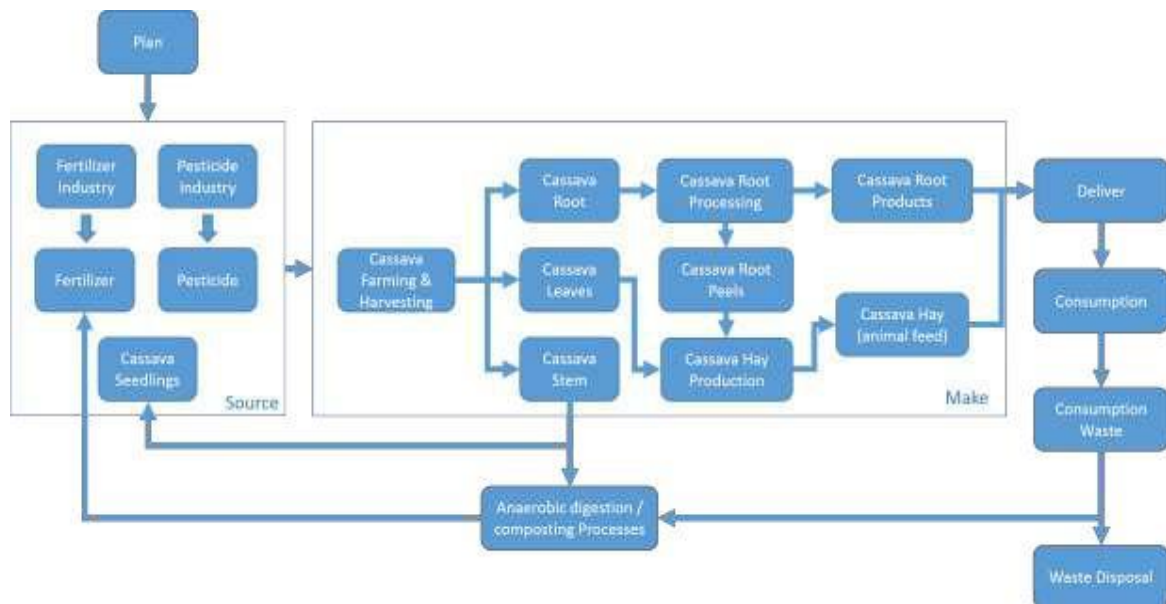 Plan
Fertilizer
Industry
Pesticide
Industry
Fertilizer
Pesticide
Cassava
Seedlings
Source
Cassava
Farming &
Harvesting
Cassava
Root
Cassava Root
Processing
Cassava Root
Products
Cassava
Leaves
Cassava Root
Peels
Cassava Hay
(animal feed)
Cassava
Stem
Cassava Hay
Production
Make
Deliver
Consumption
Consumption
Waste
Anaerobic digestion /
composting Processes
Waste Disposal